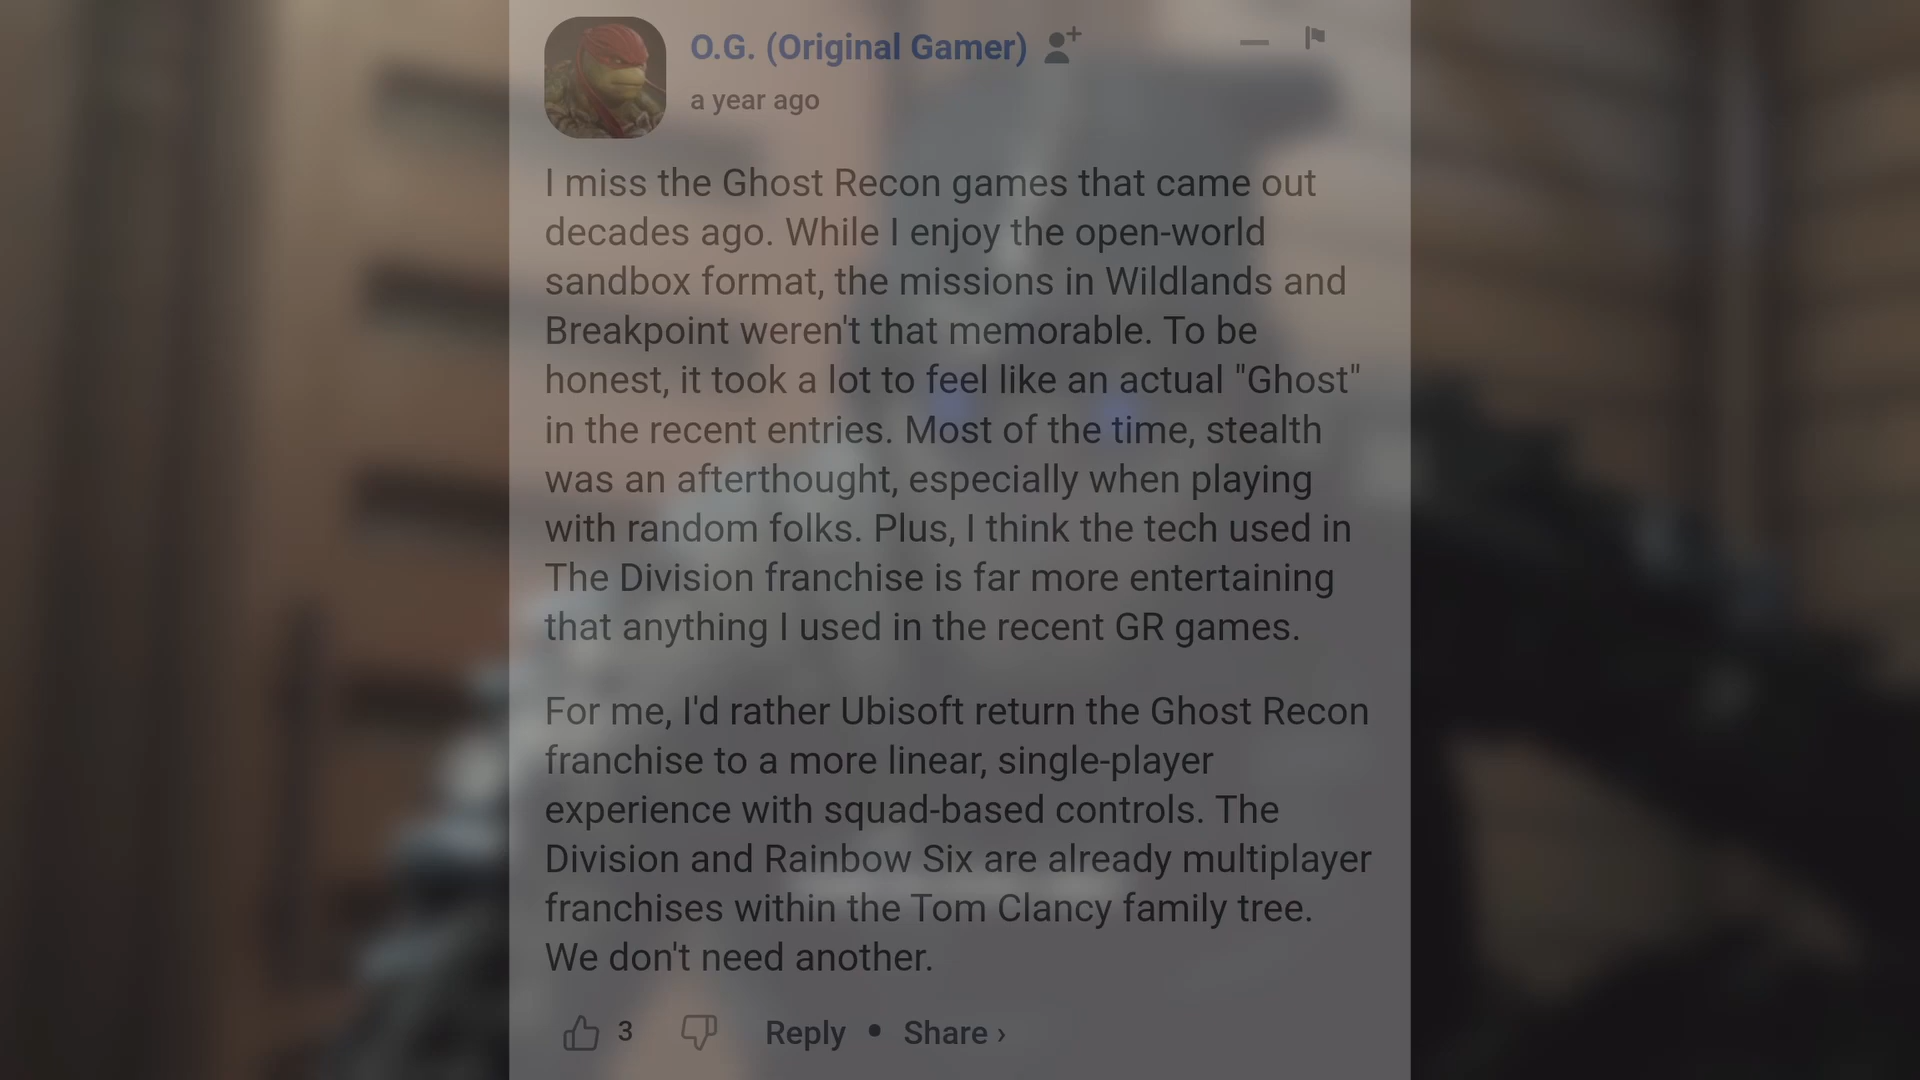 O.G. (Original Gamer)
a year ago
I miss the Ghost Recon games that came out
decades ago. While I enjoy the open-world
sandbox format, the missions in Wildlands and
Breakpoint weren't that memorable. To be
honest, it took a lot to feel like an actual "Ghost"
in the recent entries. Most of the time, stealth
was an afterthought, especially when playing
with random folks. Plus, I think the tech used in
The Division franchise is far more entertaining
that anything I used in the recent GR games.
For me, I'd rather Ubisoft return the Ghost Recon
franchise to a more linear, single-player
experience with squad-based controls. The
Division and Rainbow Six are already multiplayer
franchises within the Tom Clancy family tree.
We don't need another.
3 Reply • Share ›